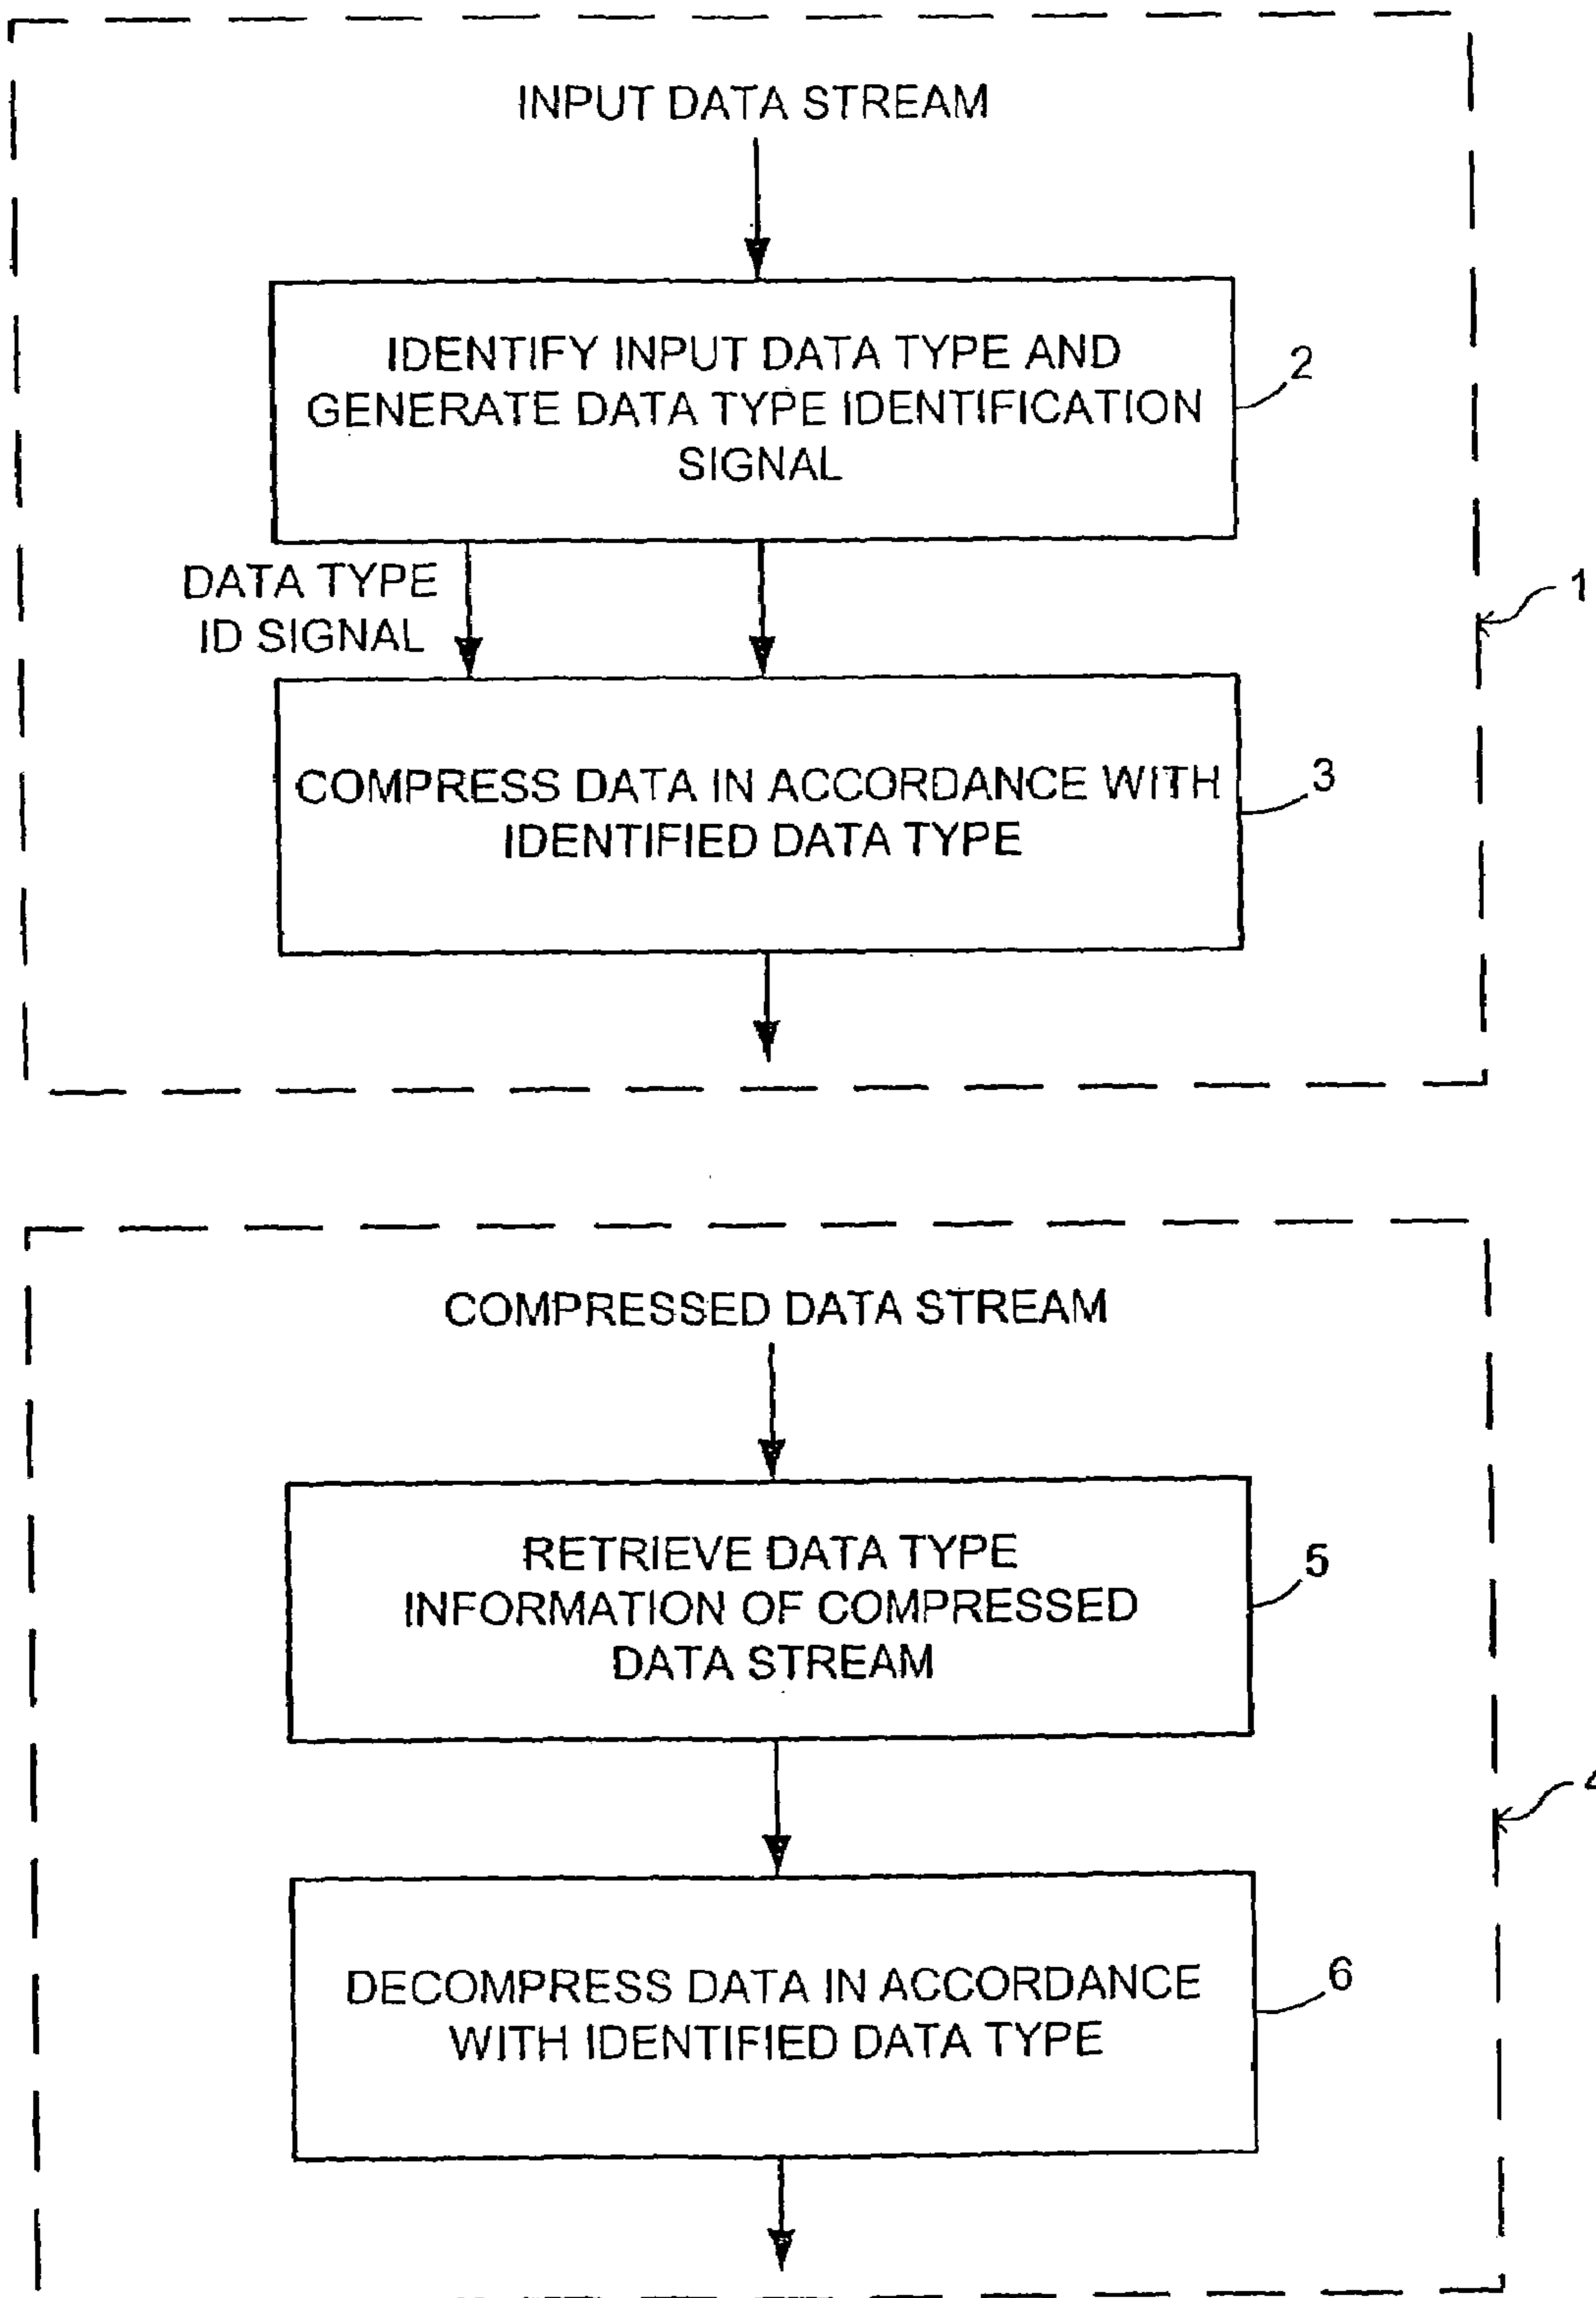 INPUT DATA STREAM
IDENTIFY INPUT DATA TYPE AND
GENERATE DATA TYPE IDENTIFICATION
SIGNAL
2
DATA TYPE
ID SIGNAL
1
COMPRESS DATA IN ACCORDANCE WITH
IDENTIFIED DATA TYPE
3
COMPRESSED DATA STREAM
RETRIEVE DATA TYPE
INFORMATION OF COMPRESSED
DATA STREAM
5
4
DECOMPRESS DATA IN ACCORDANCE
WITH IDENTIFIED DATA TYPE
6